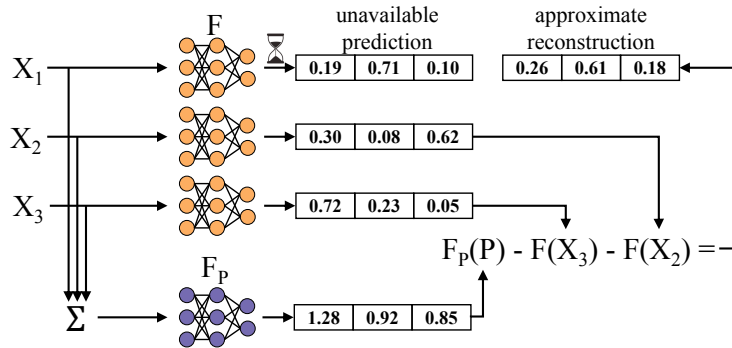 F
unavailable
prediction
approximate
reconstruction
X₁
0.19 0.71 0.10
0.26 0.61 0.18
X₂
0.30 0.08 0.62
X₃
0.72 0.23 0.05
F_P(P) - F(X₃) - F(X₂) =
F_P
Σ
1.28 0.92 0.85